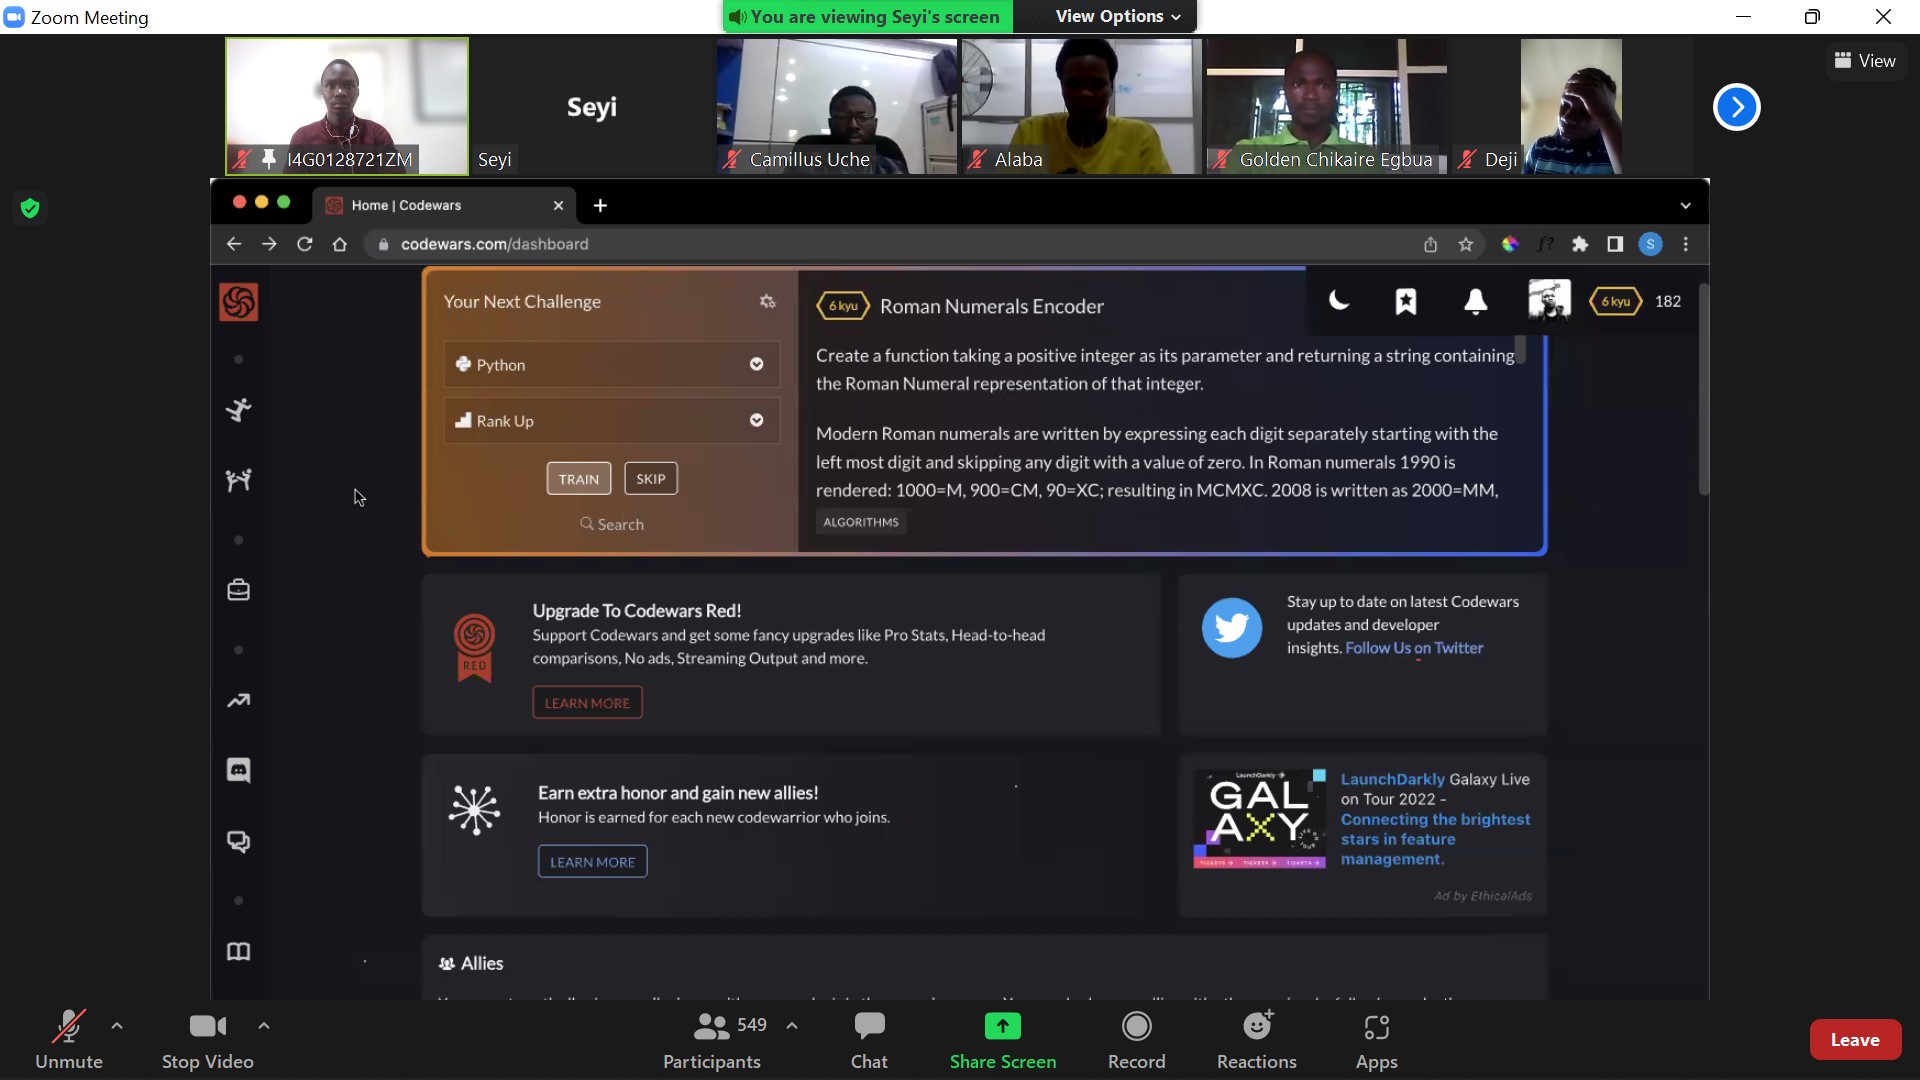 Zoom Meeting
You are viewing Seyi's screen
View Options
View
I4G0128721ZM
Seyi
Seyi
Camillus Uche
Alaba
Golden Chikaire Egbua
Deji
Home | Codewars
codewars.com/dashboard
S
Your Next Challenge
Python
Rank Up
TRAIN
SKIP
Search
6 kyu
Roman Numerals Encoder
6 kyu
182
Create a function taking a positive integer as its parameter and returning a string containing
the Roman Numeral representation of that integer.
Modern Roman numerals are written by expressing each digit separately starting with the
left most digit and skipping any digit with a value of zero. In Roman numerals 1990 is
rendered: 1000=M, 900=CM, 90=XC; resulting in MCMXC. 2008 is written as 2000=MM,
ALGORITHMS
RED
Upgrade To Codewars Red!
Support Codewars and get some fancy upgrades like Pro Stats, Head-to-head
comparisons, No ads, Streaming Output and more.
LEARN MORE
Stay up to date on latest Codewars
updates and developer
insights. Follow Us on Twitter
Earn extra honor and gain new allies!
Honor is earned for each new codewarrior who joins.
LEARN MORE
LaunchDarkly
GAL
AXY
TICKETS → TICKETS → TICKETS →
LaunchDarkly Galaxy Live
on Tour 2022 -
Connecting the brightest
stars in feature
management.
Ad by EthicalAds
Allies
Unmute
Stop Video
549
Participants
Chat
Share Screen
Record
Reactions
Apps
Leave